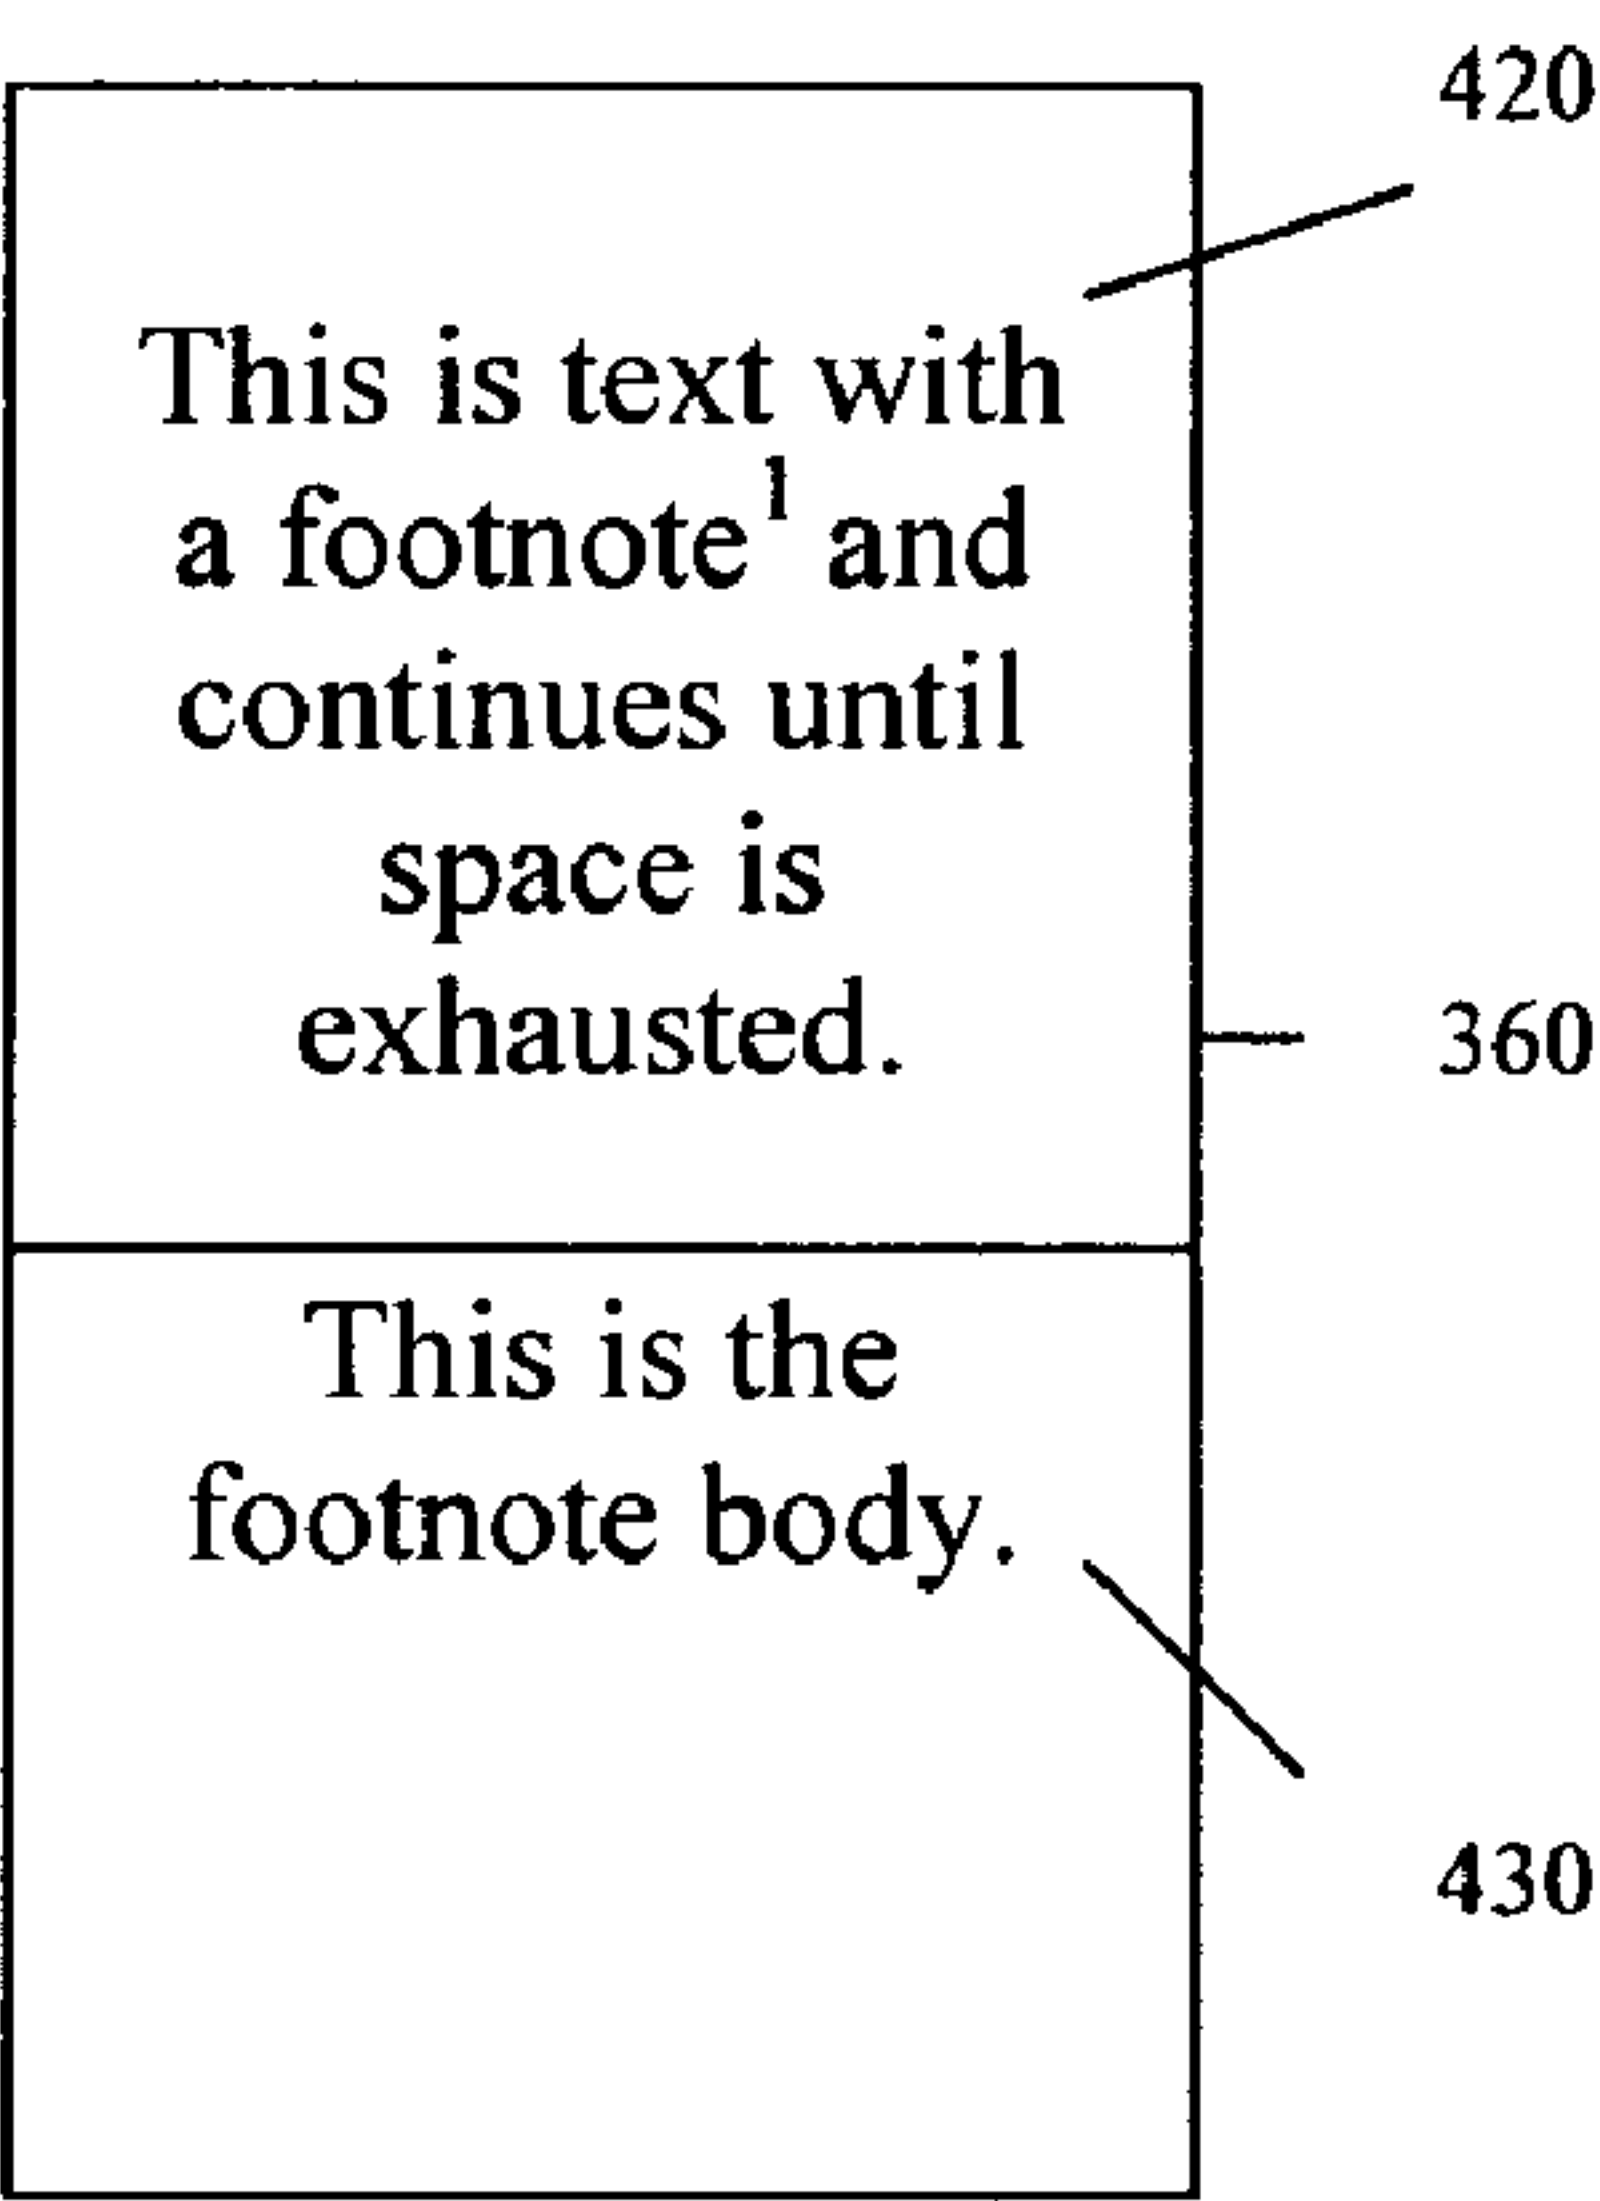 420
This is text with
a footnote¹ and
continues until
space is
exhausted.
360
This is the
footnote body.
430